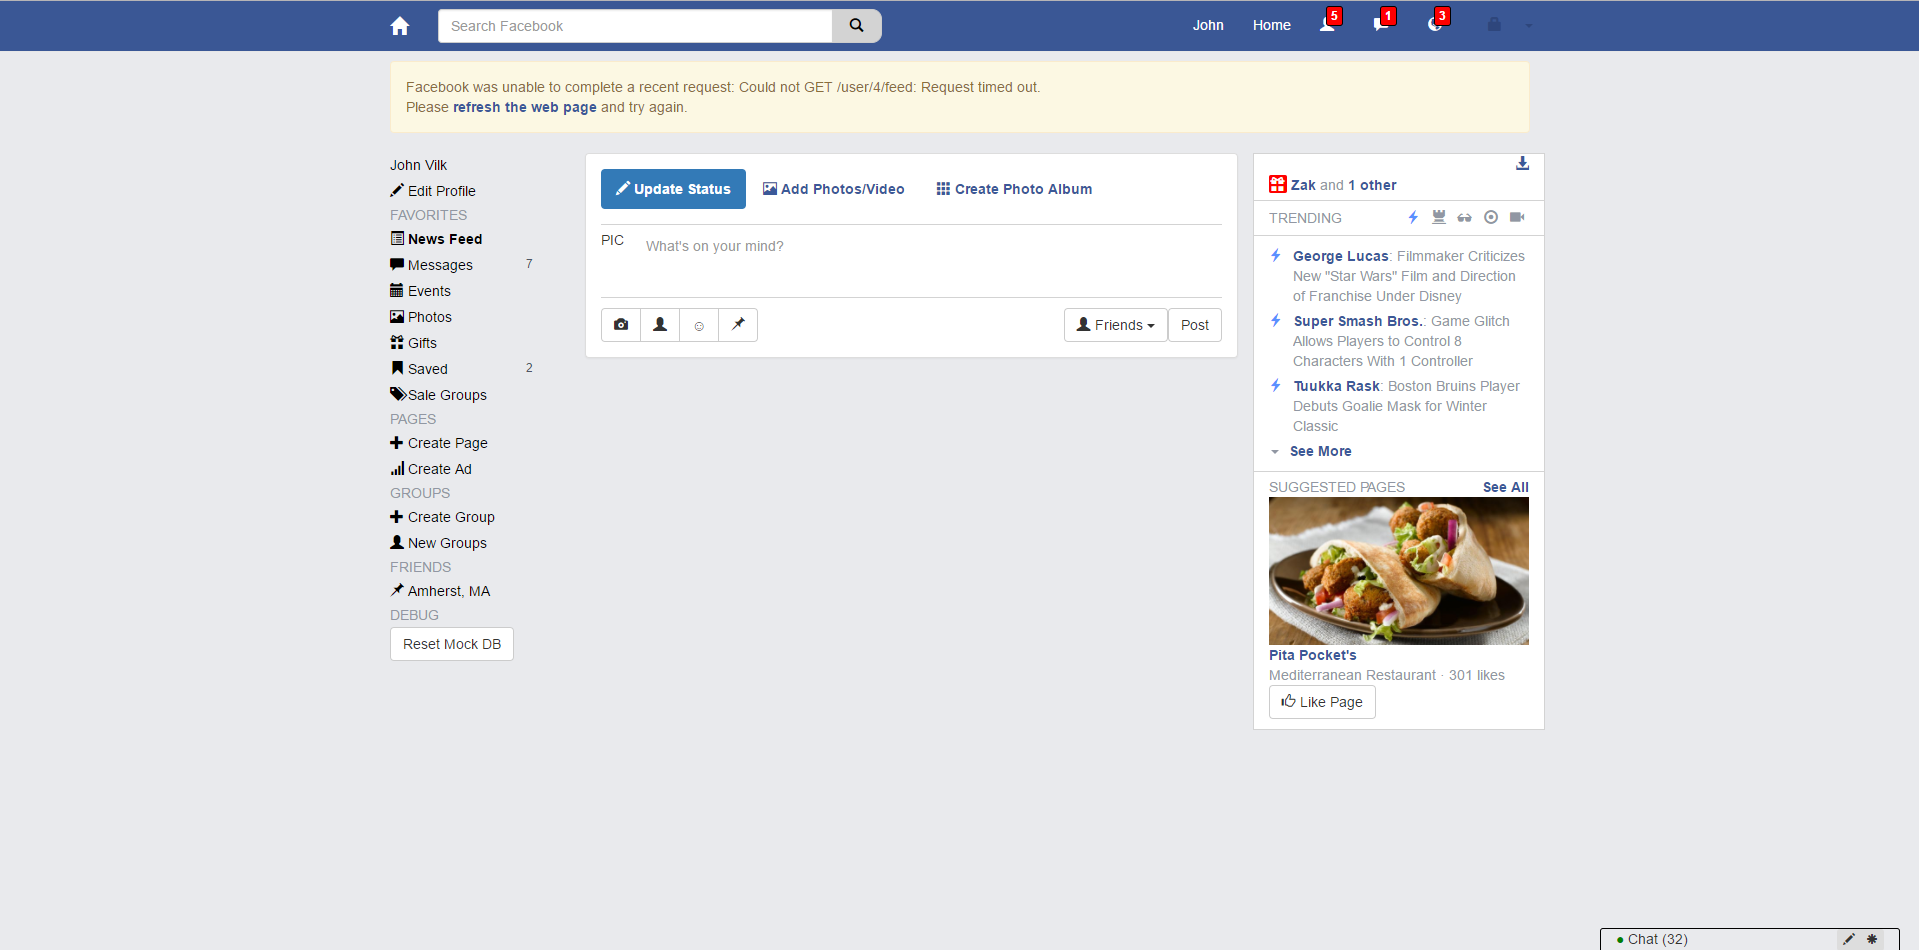 Search Facebook
John
Home
5
1
3
Facebook was unable to complete a recent request: Could not GET /user/4/feed: Request timed out.
Please refresh the web page and try again.
John Vilk
Edit Profile
FAVORITES
News Feed
Messages 7
Events
Photos
Gifts
Saved 2
Sale Groups
PAGES
Create Page
Create Ad
GROUPS
Create Group
New Groups
FRIENDS
Amherst, MA
DEBUG
Reset Mock DB
Update Status
Add Photos/Video
Create Photo Album
PIC
What's on your mind?
Friends
Post
Zak and 1 other
TRENDING
George Lucas: Filmmaker Criticizes
New "Star Wars" Film and Direction
of Franchise Under Disney
Super Smash Bros.: Game Glitch
Allows Players to Control 8
Characters With 1 Controller
Tuukka Rask: Boston Bruins Player
Debuts Goalie Mask for Winter
Classic
See More
SUGGESTED PAGES
See All
Pita Pocket's
Mediterranean Restaurant · 301 likes
Like Page
Chat (32)